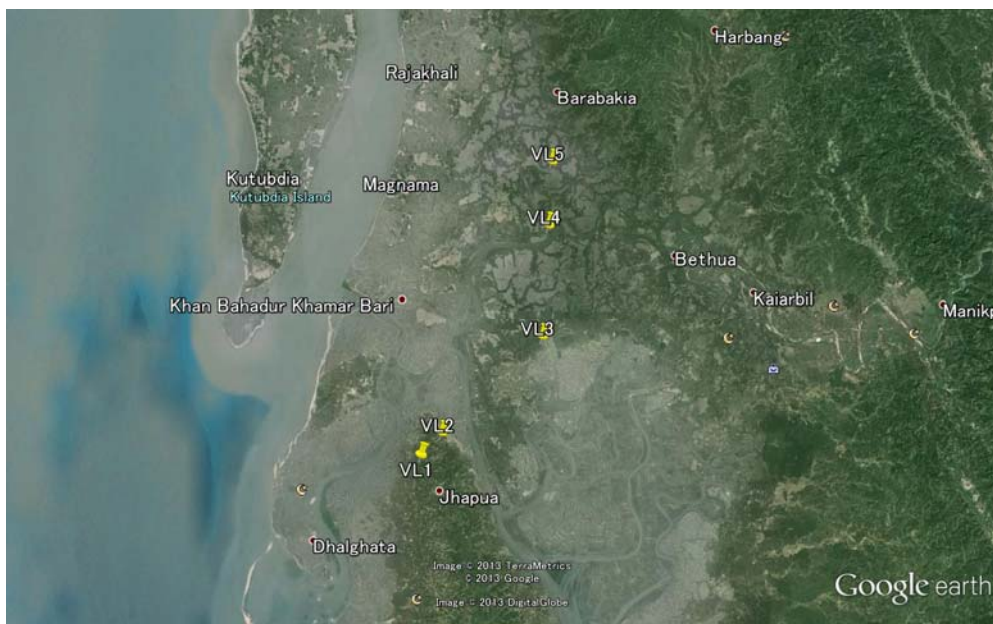 Harbang
Rajakhali
Barabakia
VL5
Kutubdia
Kutubdia Island
Magnama
VL4
Bethua
Khan Bahadur Khamar Bari
Kaiarbil
Manikp
VL3
VL2
VL1
Jhapua
Dhalghata
Image © 2013 TerraMetrics
© 2013 Google
Image © 2013 DigitalGlobe
Google earth